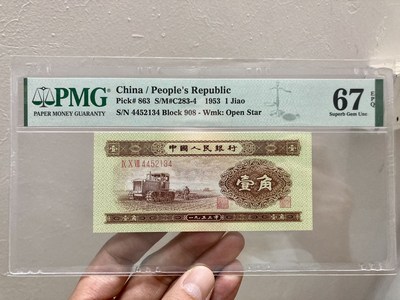 PMG
PAPER MONEY GUARANTY
China / People's Republic
Pick# 863 S/M#C283-4 1953 1 Jiao
S/N 4452134 Block 908 - Wmk: Open Star
67 EPQ
Superb Gem Unc
中國人民銀行
IX X VIII 4452134
壹角
一九五三年